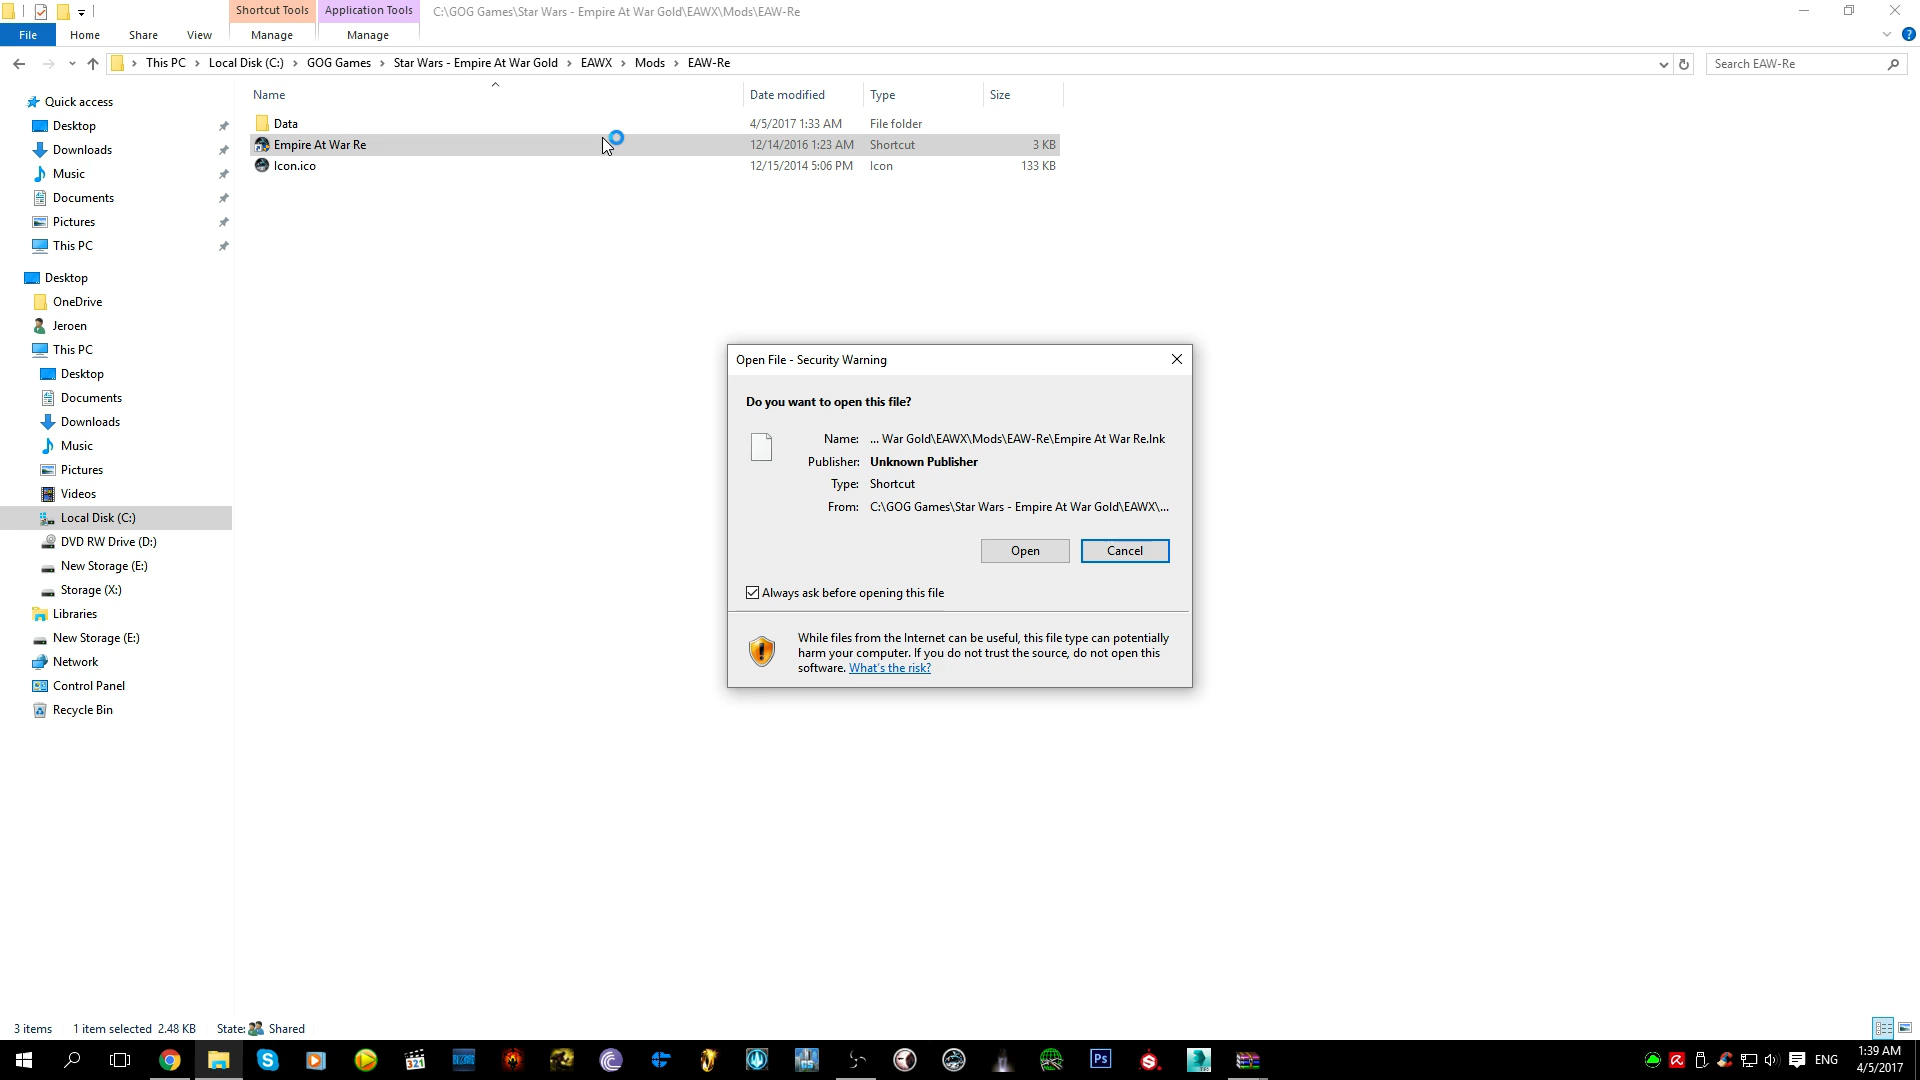 Shortcut Tools
Application Tools
C:\GOG Games\Star Wars - Empire At War Gold\EAWX\Mods\EAW-Re
File
Home
Share
View
Manage
Manage
This PC > Local Disk (C:) > GOG Games > Star Wars - Empire At War Gold > EAWX > Mods > EAW-Re
Search EAW-Re
Name
Date modified
Type
Size
Data
4/5/2017 1:33 AM
File folder
Empire At War Re
12/14/2016 1:23 AM
Shortcut
3 KB
Icon.ico
12/15/2014 5:06 PM
Icon
133 KB
Quick access
Desktop
Downloads
Music
Documents
Pictures
This PC
Desktop
OneDrive
Jeroen
This PC
Desktop
Documents
Downloads
Music
Pictures
Videos
Local Disk (C:)
DVD RW Drive (D:)
New Storage (E:)
Storage (X:)
Libraries
New Storage (E:)
Network
Control Panel
Recycle Bin
Open File - Security Warning
Do you want to open this file?
Name: ... War Gold\EAWX\Mods\EAW-Re\Empire At War Re.lnk
Publisher: Unknown Publisher
Type: Shortcut
From: C:\GOG Games\Star Wars - Empire At War Gold\EAWX\...
Open
Cancel
Always ask before opening this file
While files from the Internet can be useful, this file type can potentially
harm your computer. If you do not trust the source, do not open this
software. What's the risk?
3 items
1 item selected 2.48 KB
State: Shared
321
Ps
ENG
1:39 AM
4/5/2017